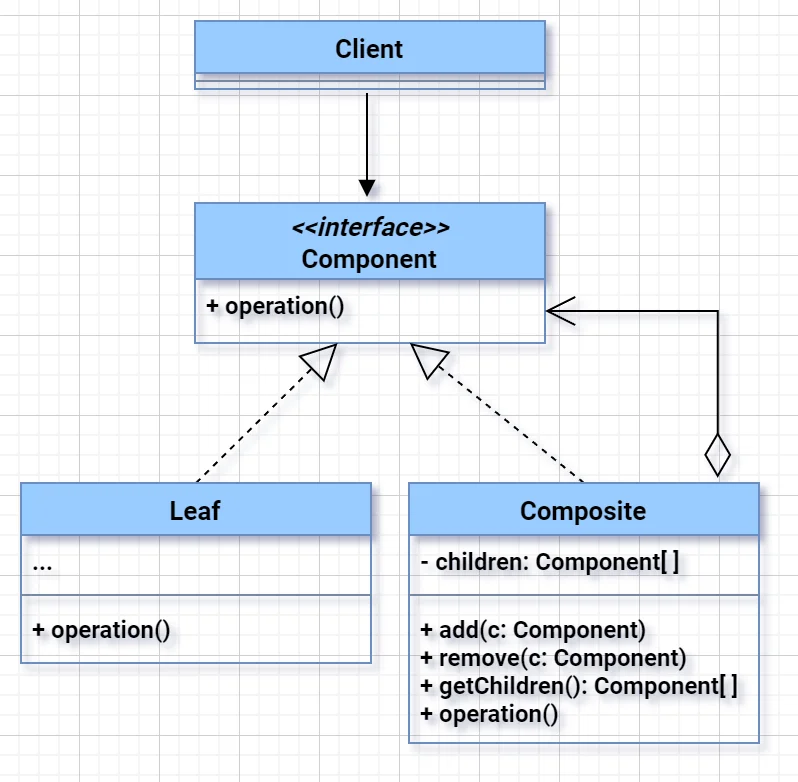 Client
<<interface>>
Component
+ operation()
Leaf
...
+ operation()
Composite
- children: Component[ ]
+ add(c: Component)
+ remove(c: Component)
+ getChildren(): Component[ ]
+ operation()